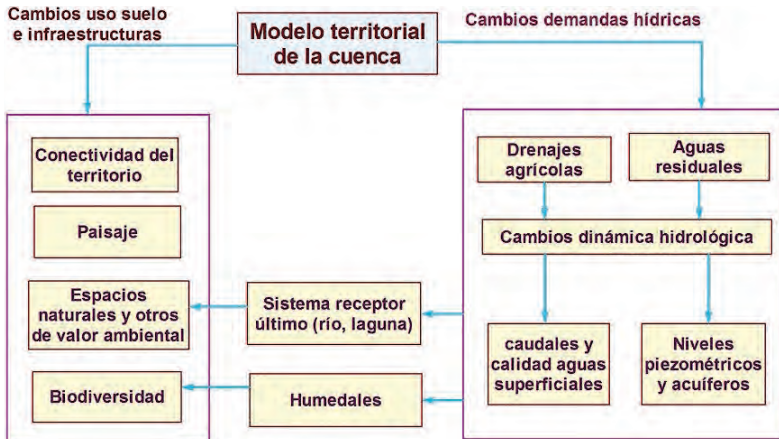 Cambios uso suelo
e infraestructuras
Modelo territorial
de la cuenca
Cambios demandas hídricas
Conectividad del
territorio
Paisaje
Espacios
naturales y otros
de valor ambiental
Biodiversidad
Sistema receptor
último (río, laguna)
Humedales
Drenajes
agrícolas
Aguas
residuales
Cambios dinámica hidrológica
caudales y
calidad aguas
superficiales
Niveles
piezométricos
y acuíferos